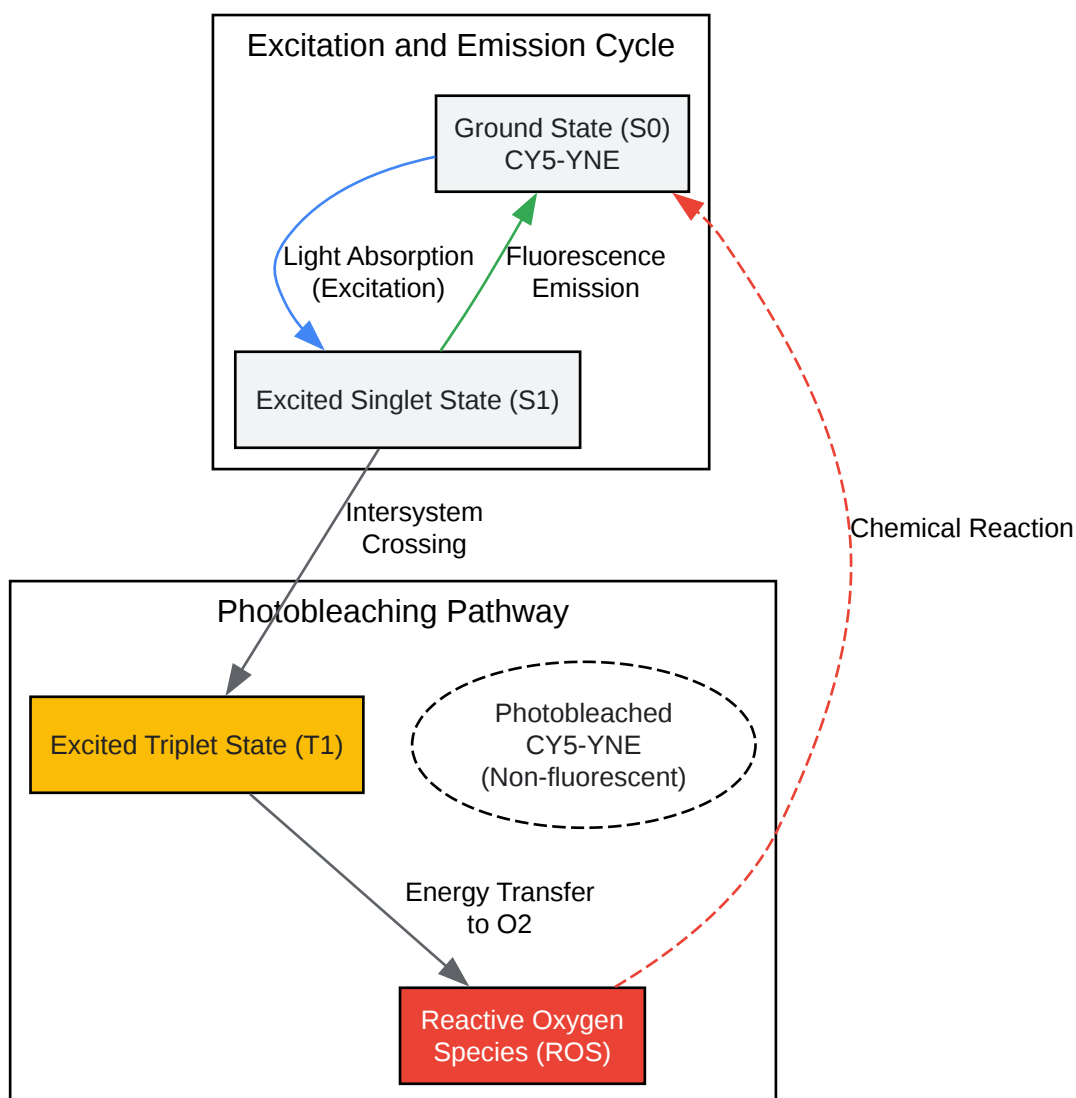 Excitation and Emission Cycle
Ground State (S0)
CY5-YNE
Light Absorption
(Excitation)
Fluorescence
Emission
Excited Singlet State (S1)
Intersystem
Crossing
Chemical Reaction
Photobleaching Pathway
Excited Triplet State (T1)
Photobleached
CY5-YNE
(Non-fluorescent)
Energy Transfer
to O2
Reactive Oxygen
Species (ROS)